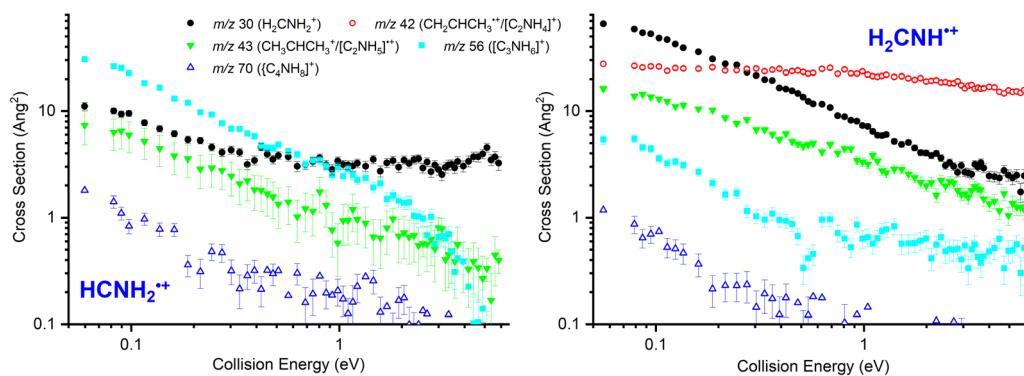 m/z 30 (H₂CNH₂⁺) m/z 42 (CH₂CHCH₃•⁺/[C₂NH₄]⁺)
m/z 43 (CH₃CHCH₃⁺/[C₂NH₅]•⁺) m/z 56 ([C₃NH₆]⁺)
m/z 70 ({C₄NH₈]⁺)
H₂CNH•⁺
HCNH₂•⁺
Cross Section (Ang²)
10
1
0.1
0.1 1
Collision Energy (eV)
Cross Section (Ang²)
10
1
0.1
0.1 1
Collision Energy (eV)